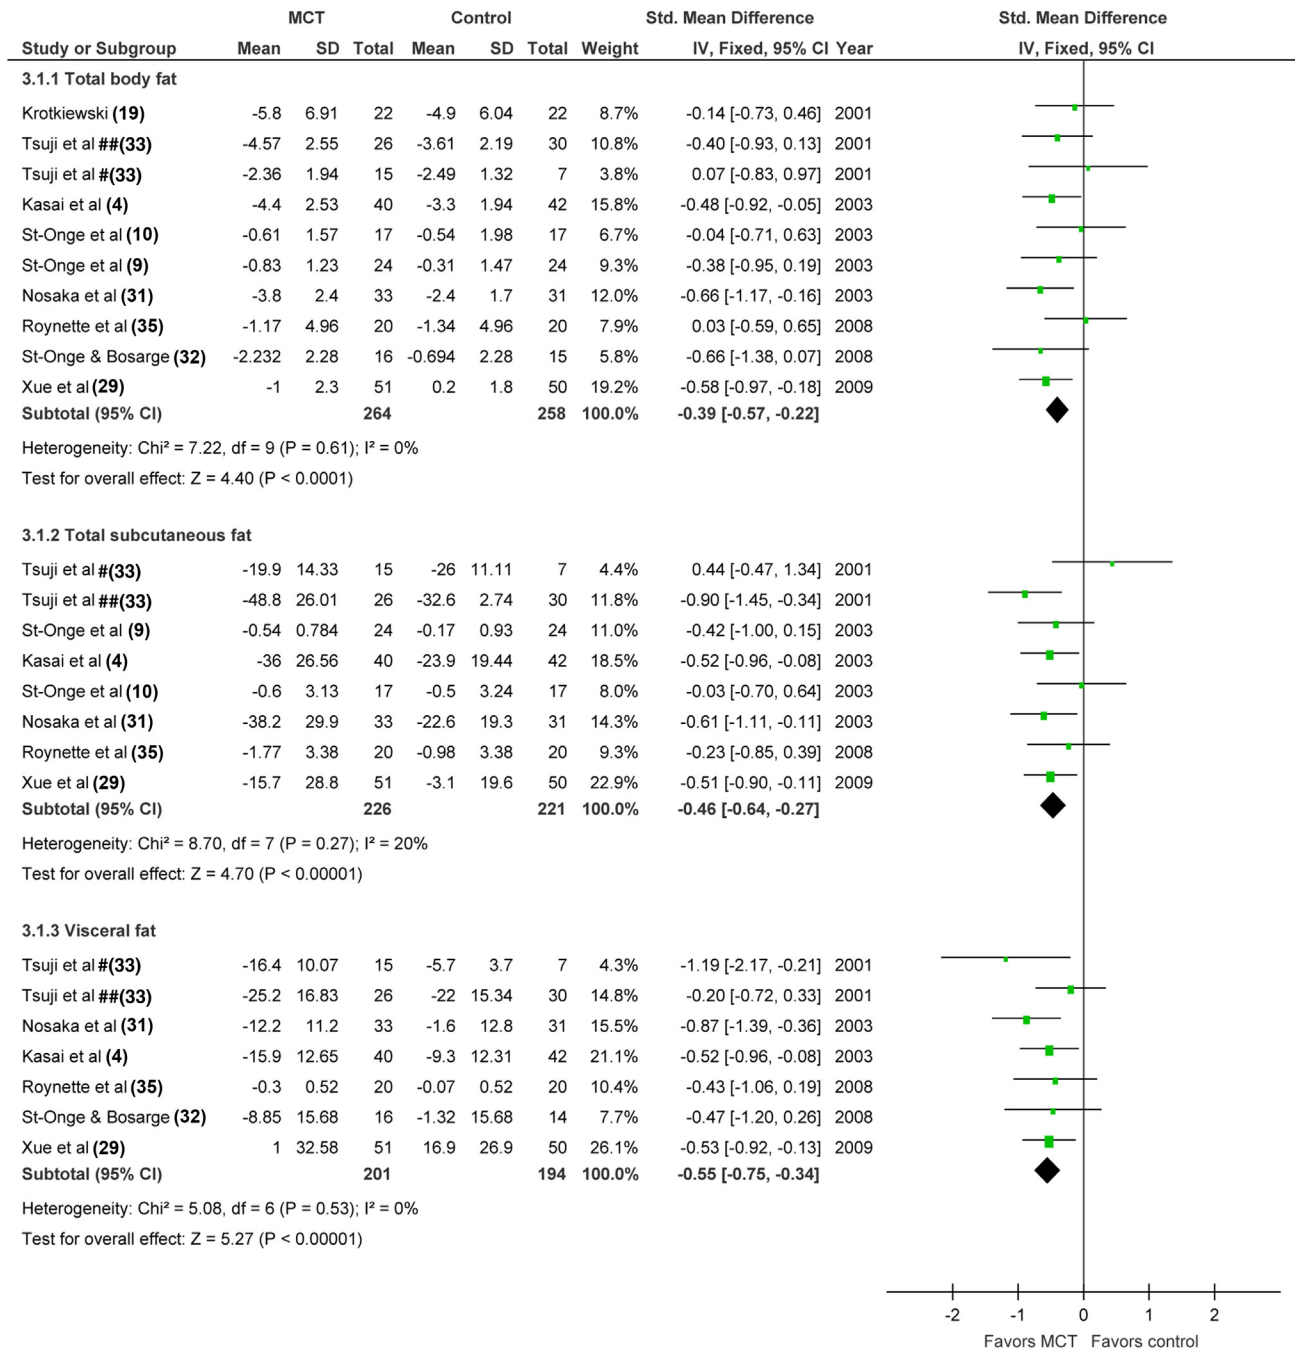 MCT Control Std. Mean Difference Std. Mean Difference
Study or Subgroup Mean SD Total Mean SD Total Weight IV, Fixed, 95% CI Year IV, Fixed, 95% CI
3.1.1 Total body fat
Krotkiewski (19) -5.8 6.91 22 -4.9 6.04 22 8.7% -0.14 [-0.73, 0.46] 2001
Tsuji et al ##(33) -4.57 2.55 26 -3.61 2.19 30 10.8% -0.40 [-0.93, 0.13] 2001
Tsuji et al #(33) -2.36 1.94 15 -2.49 1.32 7 3.8% 0.07 [-0.83, 0.97] 2001
Kasai et al (4) -4.4 2.53 40 -3.3 1.94 42 15.8% -0.48 [-0.92, -0.05] 2003
St-Onge et al (10) -0.61 1.57 17 -0.54 1.98 17 6.7% -0.04 [-0.71, 0.63] 2003
St-Onge et al (9) -0.83 1.23 24 -0.31 1.47 24 9.3% -0.38 [-0.95, 0.19] 2003
Nosaka et al (31) -3.8 2.4 33 -2.4 1.7 31 12.0% -0.66 [-1.17, -0.16] 2003
Roynette et al (35) -1.17 4.96 20 -1.34 4.96 20 7.9% 0.03 [-0.59, 0.65] 2008
St-Onge & Bosarge (32) -2.232 2.28 16 -0.694 2.28 15 5.8% -0.66 [-1.38, 0.07] 2008
Xue et al (29) -1 2.3 51 0.2 1.8 50 19.2% -0.58 [-0.97, -0.18] 2009
Subtotal (95% CI) 264 258 100.0% -0.39 [-0.57, -0.22]
Heterogeneity: Chi² = 7.22, df = 9 (P = 0.61); I² = 0%
Test for overall effect: Z = 4.40 (P < 0.0001)
3.1.2 Total subcutaneous fat
Tsuji et al #(33) -19.9 14.33 15 -26 11.11 7 4.4% 0.44 [-0.47, 1.34] 2001
Tsuji et al ##(33) -48.8 26.01 26 -32.6 2.74 30 11.8% -0.90 [-1.45, -0.34] 2001
St-Onge et al (9) -0.54 0.784 24 -0.17 0.93 24 11.0% -0.42 [-1.00, 0.15] 2003
Kasai et al (4) -36 26.56 40 -23.9 19.44 42 18.5% -0.52 [-0.96, -0.08] 2003
St-Onge et al (10) -0.6 3.13 17 -0.5 3.24 17 8.0% -0.03 [-0.70, 0.64] 2003
Nosaka et al (31) -38.2 29.9 33 -22.6 19.3 31 14.3% -0.61 [-1.11, -0.11] 2003
Roynette et al (35) -1.77 3.38 20 -0.98 3.38 20 9.3% -0.23 [-0.85, 0.39] 2008
Xue et al (29) -15.7 28.8 51 -3.1 19.6 50 22.9% -0.51 [-0.90, -0.11] 2009
Subtotal (95% CI) 226 221 100.0% -0.46 [-0.64, -0.27]
Heterogeneity: Chi² = 8.70, df = 7 (P = 0.27); I² = 20%
Test for overall effect: Z = 4.70 (P < 0.00001)
3.1.3 Visceral fat
Tsuji et al #(33) -16.4 10.07 15 -5.7 3.7 7 4.3% -1.19 [-2.17, -0.21] 2001
Tsuji et al ##(33) -25.2 16.83 26 -22 15.34 30 14.8% -0.20 [-0.72, 0.33] 2001
Nosaka et al (31) -12.2 11.2 33 -1.6 12.8 31 15.5% -0.87 [-1.39, -0.36] 2003
Kasai et al (4) -15.9 12.65 40 -9.3 12.31 42 21.1% -0.52 [-0.96, -0.08] 2003
Roynette et al (35) -0.3 0.52 20 -0.07 0.52 20 10.4% -0.43 [-1.06, 0.19] 2008
St-Onge & Bosarge (32) -8.85 15.68 16 -1.32 15.68 14 7.7% -0.47 [-1.20, 0.26] 2008
Xue et al (29) 1 32.58 51 16.9 26.9 50 26.1% -0.53 [-0.92, -0.13] 2009
Subtotal (95% CI) 201 194 100.0% -0.55 [-0.75, -0.34]
Heterogeneity: Chi² = 5.08, df = 6 (P = 0.53); I² = 0%
Test for overall effect: Z = 5.27 (P < 0.00001)
-2 -1 0 1 2
Favors MCT Favors control